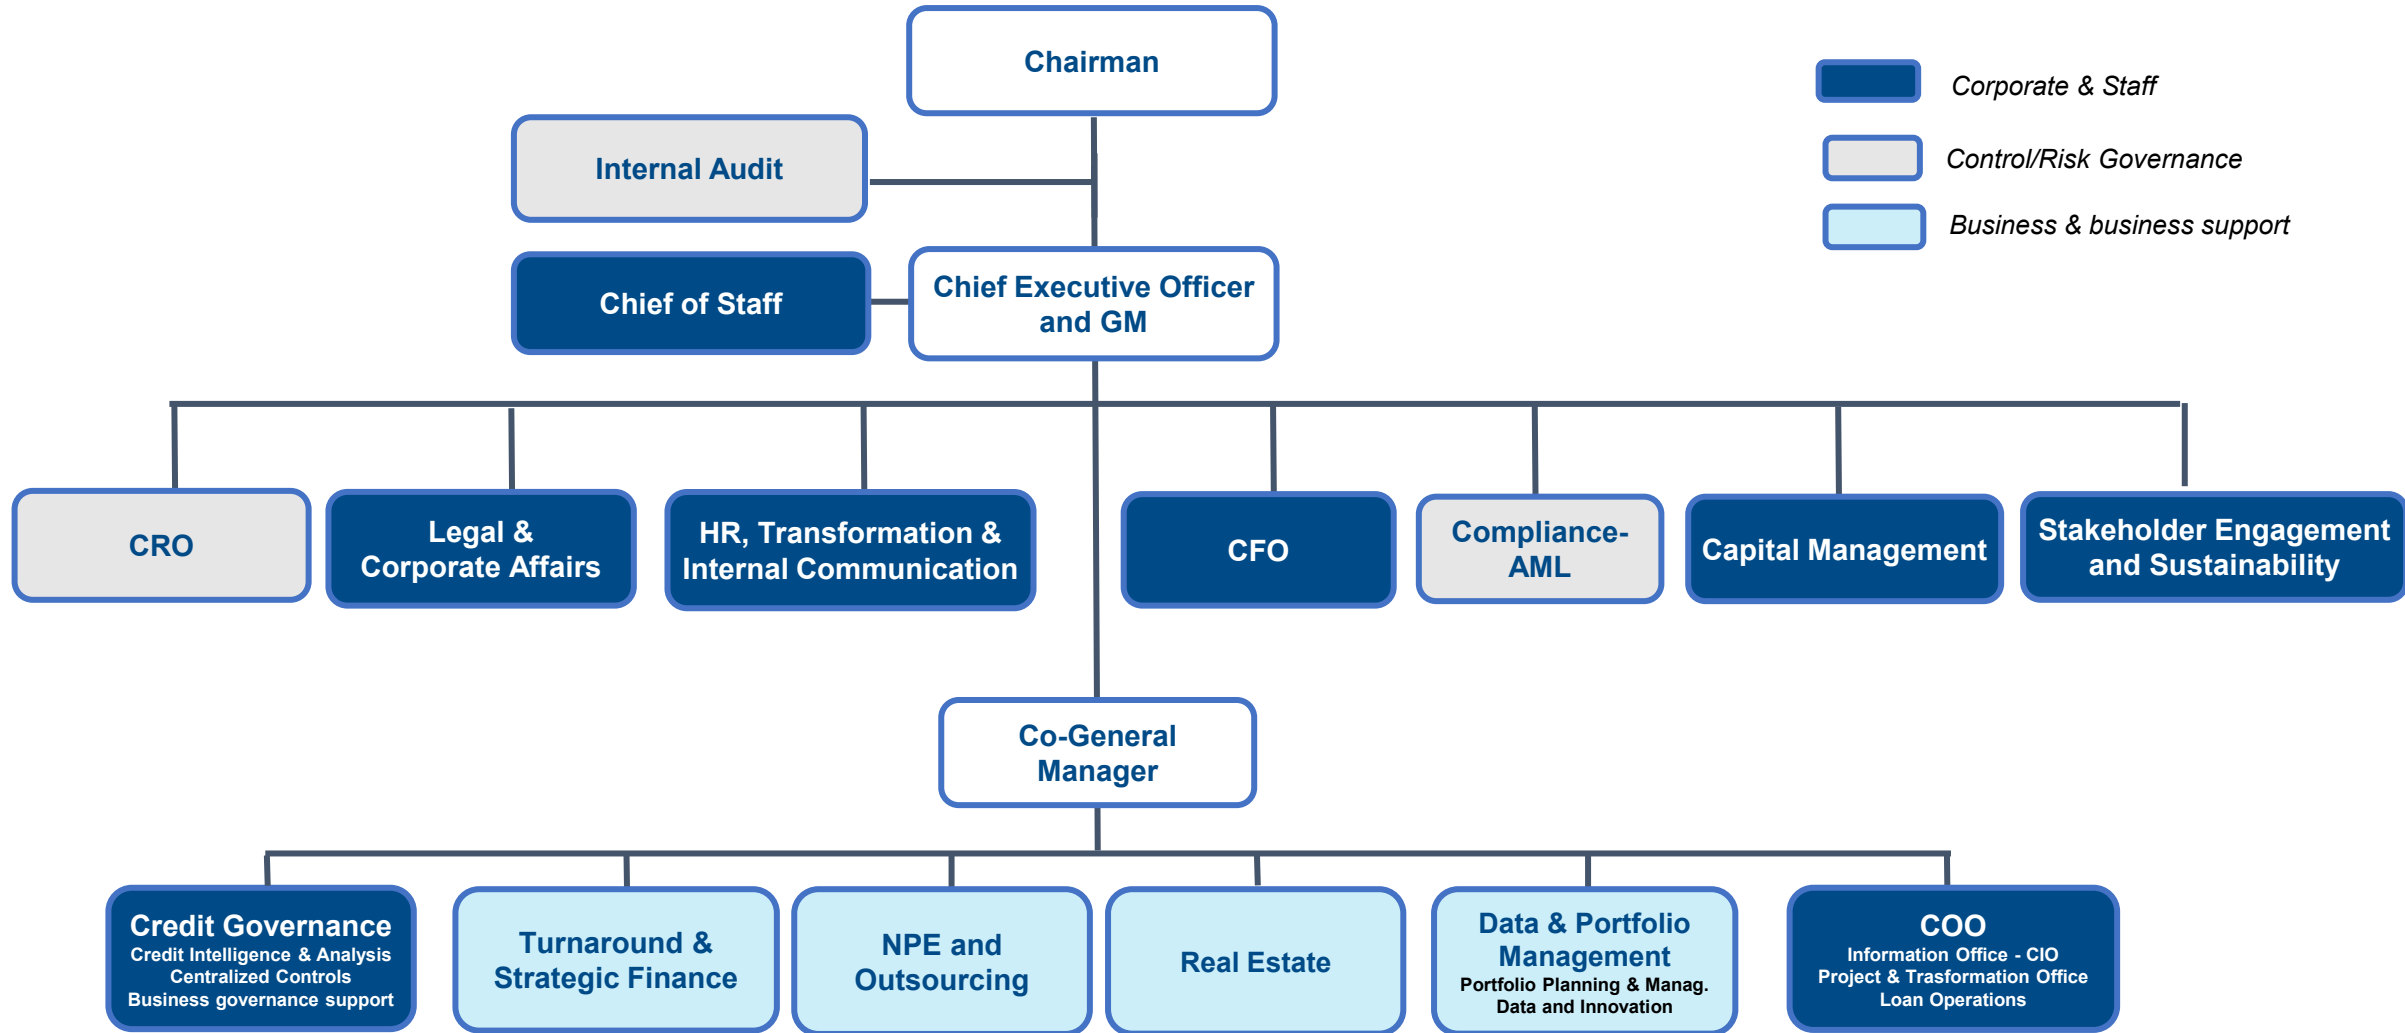 Chairman
Corporate & Staff
Internal Audit
Control/Risk Governance
Business & business support
Chief of Staff
Chief Executive Officer
and GM
CRO
Legal &
Corporate Affairs
HR, Transformation &
Internal Communication
CFO
Compliance-
AML
Capital Management
Stakeholder Engagement
and Sustainability
Co-General
Manager
Credit Governance
Credit Intelligence & Analysis
Centralized Controls
Business governance support
Turnaround &
Strategic Finance
NPE and
Outsourcing
Real Estate
Data & Portfolio
Management
Portfolio Planning & Manag.
Data and Innovation
COO
Information Office - CIO
Project & Trasformation Office
Loan Operations